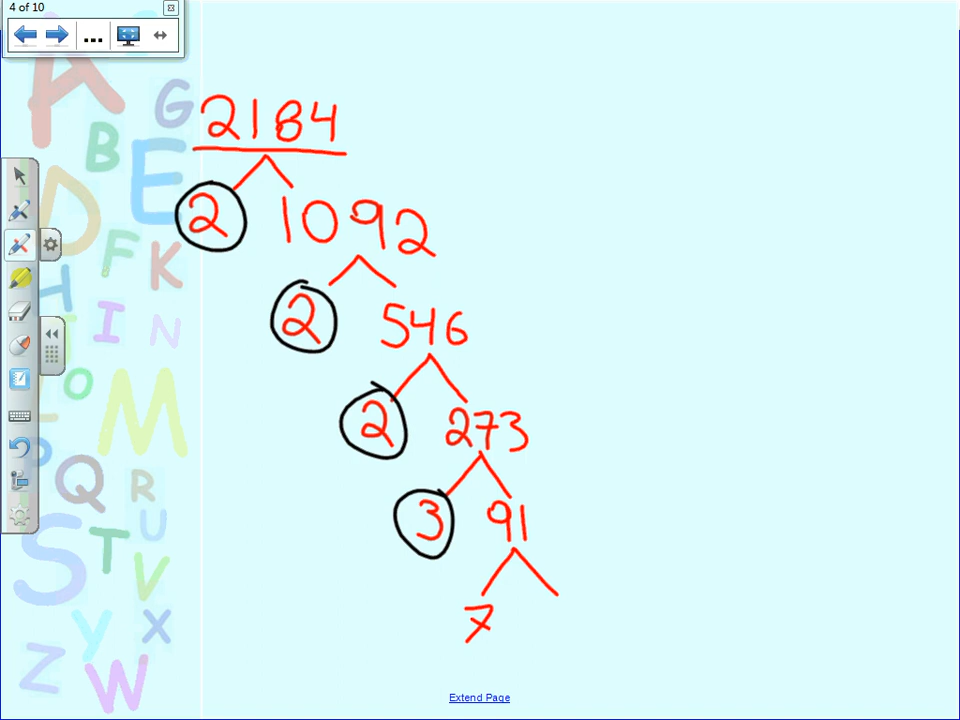 4 of 10
...
A
G
B
E
D
F
K
H
I
N
O
M
P
Q
R
S
T
U
V
Y
X
Z
W
2184
2 1092
2 546
2 273
3 91
7
Extend Page